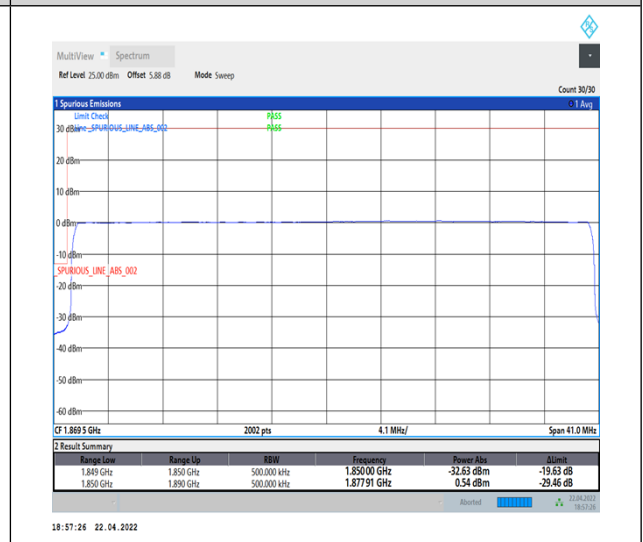 MultiView Spectrum
Ref Level 25.00 dBm Offset 5.88 dB Mode Sweep
Count 30/30
1 Spurious Emissions 1 Avg
Limit Check PASS
30 dBm Line _SPURIOUS_LINE_ABS_002 PASS
20 dBm
10 dBm
0 dBm
-10 dBm
_SPURIOUS_LINE_ABS_002
-20 dBm
-30 dBm
-40 dBm
-50 dBm
-60 dBm
CF 1.869 5 GHz 2002 pts 4.1 MHz/ Span 41.0 MHz
2 Result Summary
Range Low Range Up RBW Frequency Power Abs ΔLimit
1.849 GHz 1.850 GHz 500.000 kHz 1.85000 GHz -32.63 dBm -19.63 dB
1.850 GHz 1.890 GHz 500.000 kHz 1.87791 GHz 0.54 dBm -29.46 dB
Aborted 22.04.2022
18:57:26
18:57:26 22.04.2022